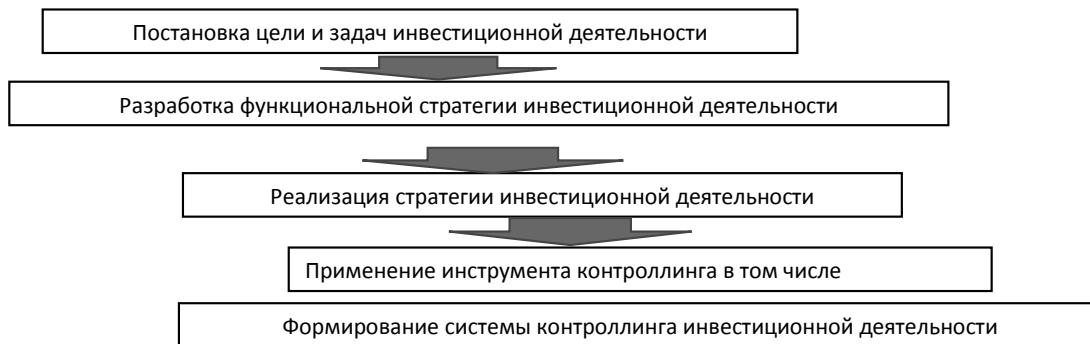 Постановка цели и задач инвестиционной деятельности
Разработка функциональной стратегии инвестиционной деятельности
Реализация стратегии инвестиционной деятельности
Применение инструмента контроллинга в том числе
Формирование системы контроллинга инвестиционной деятельности